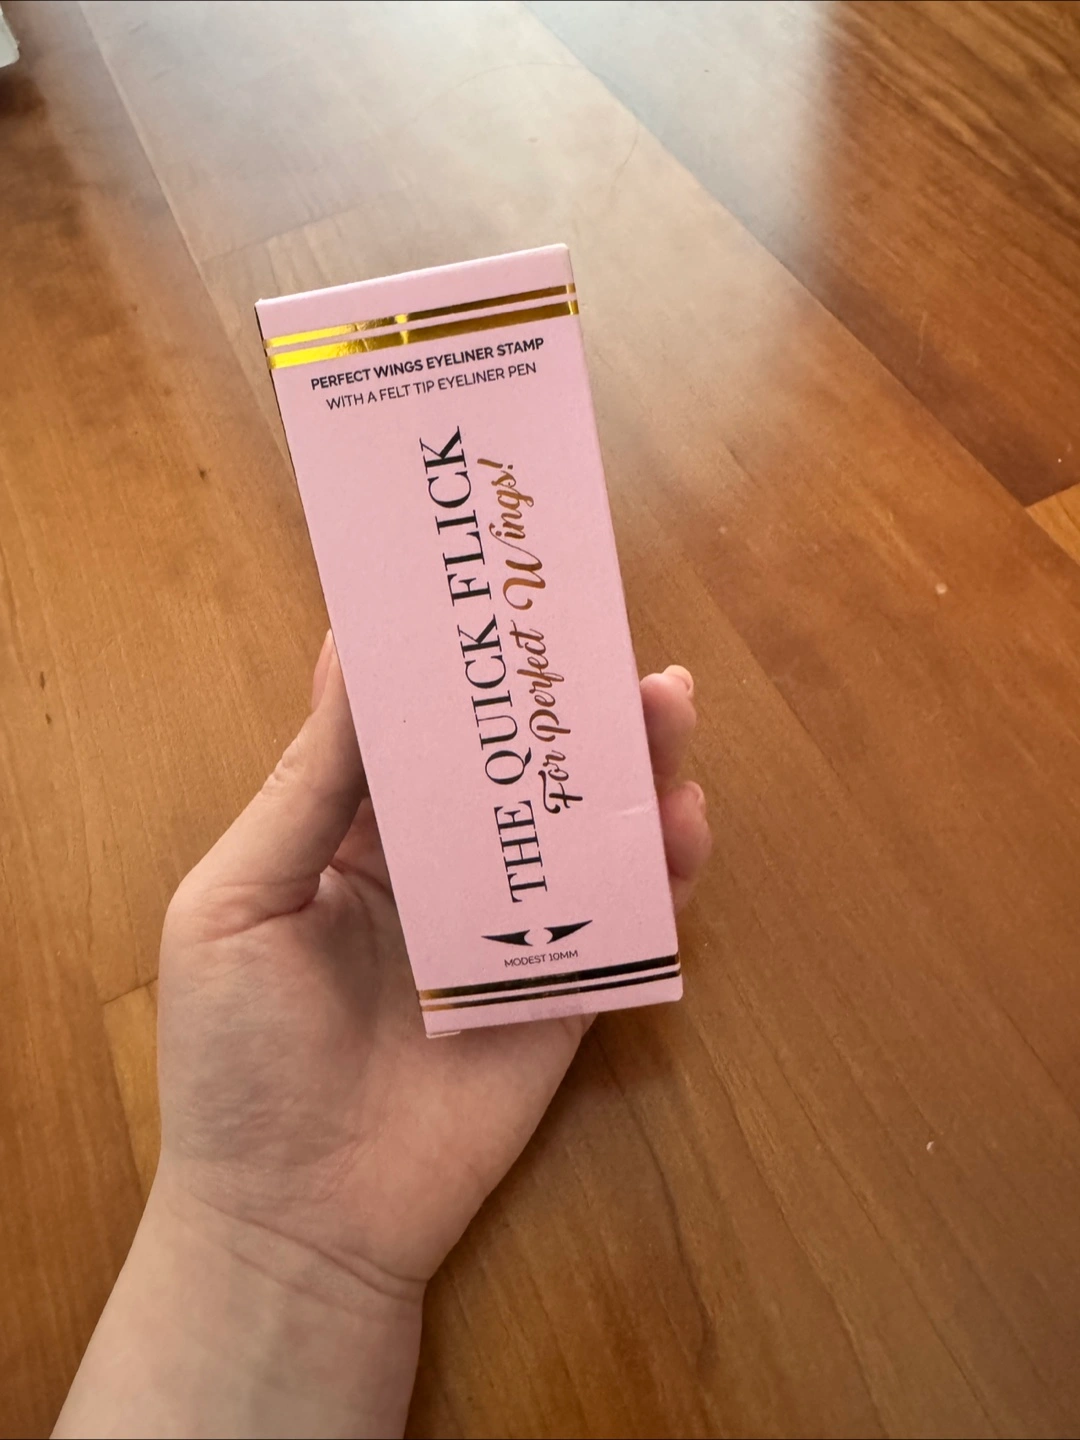 PERFECT WINGS EYELINER STAMP
WITH A FELT TIP EYELINER PEN
THE QUICK FLICK
For Perfect Wings!
MODEST 10MM